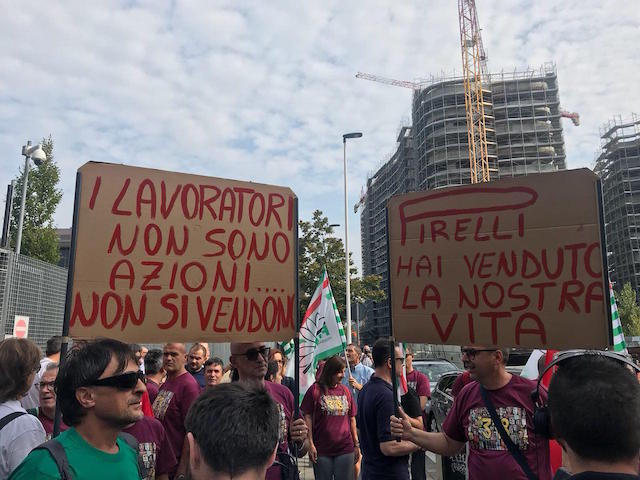 I LAVORATORI
NON SONO
AZIONI....
NON SI VENDONO
PIRELLI
HAI VENDUTO
LA NOSTRA
VITA